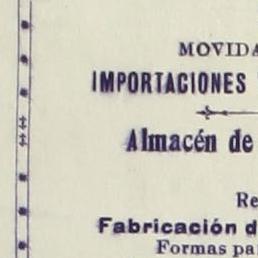 MOVIDA
IMPORTACIONES
Almacén de
Re
Fabricación d
Formas pa